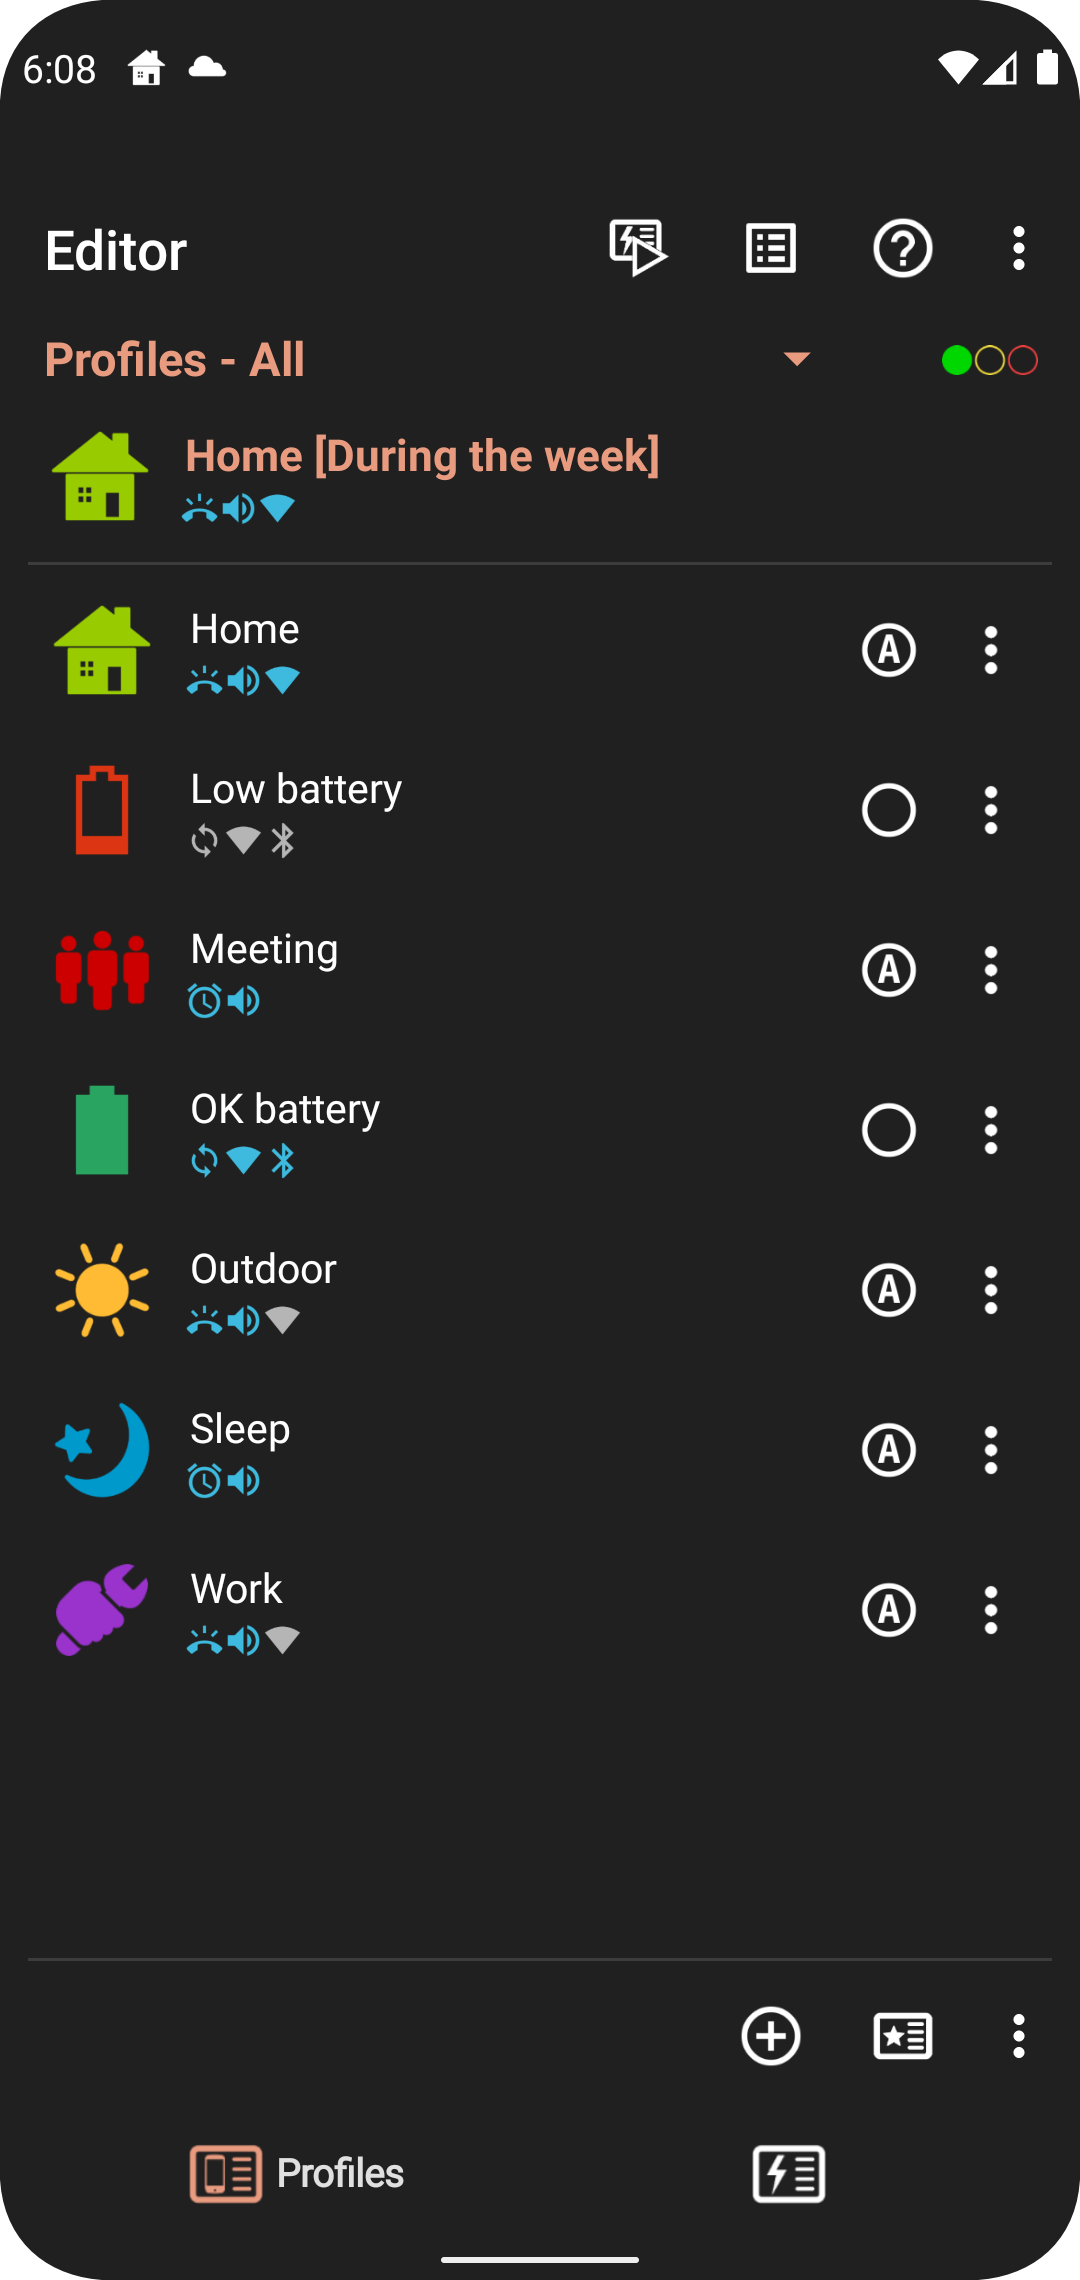 6:08
Editor
Profiles - All
Home [During the week]
Home
A
Low battery
Meeting
A
OK battery
Outdoor
A
Sleep
A
Work
A
Profiles